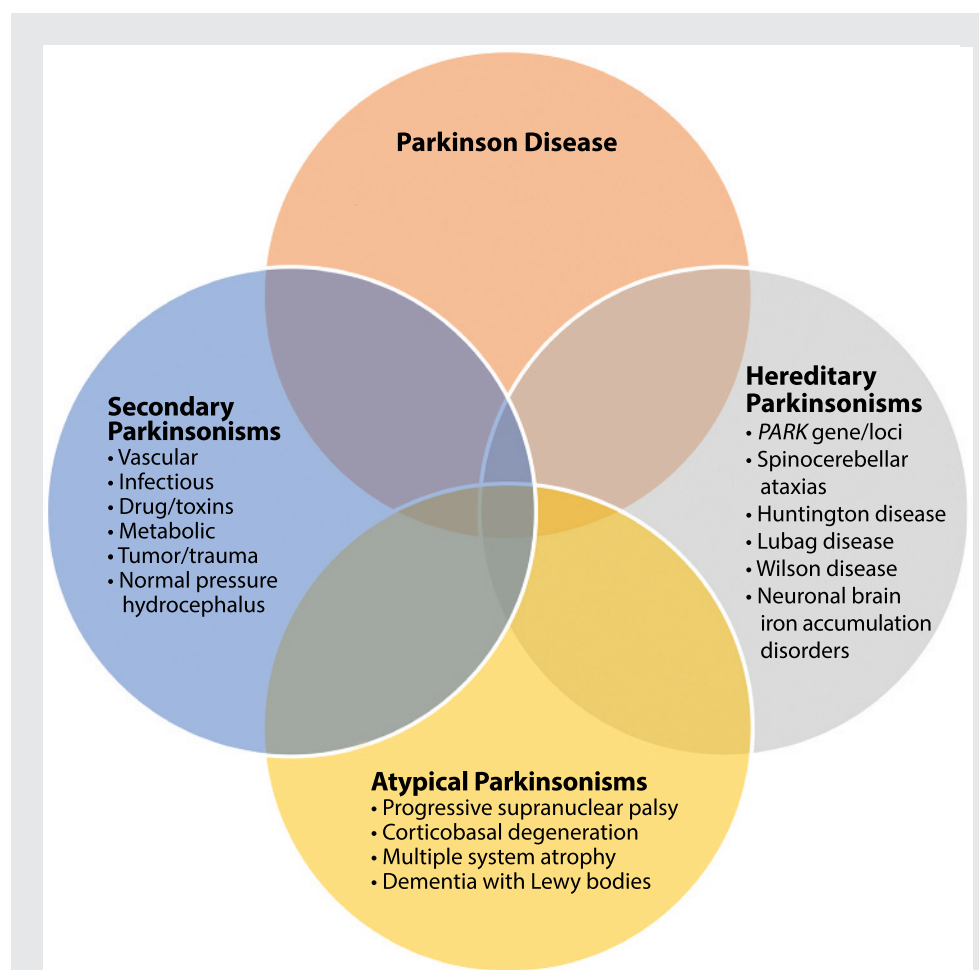 Parkinson Disease
Secondary
Parkinsonisms
• Vascular
• Infectious
• Drug/toxins
• Metabolic
• Tumor/trauma
• Normal pressure
hydrocephalus
Hereditary
Parkinsonisms
• PARK gene/loci
• Spinocerebellar
ataxias
• Huntington disease
• Lubag disease
• Wilson disease
• Neuronal brain
iron accumulation
disorders
Atypical Parkinsonisms
• Progressive supranuclear palsy
• Corticobasal degeneration
• Multiple system atrophy
• Dementia with Lewy bodies